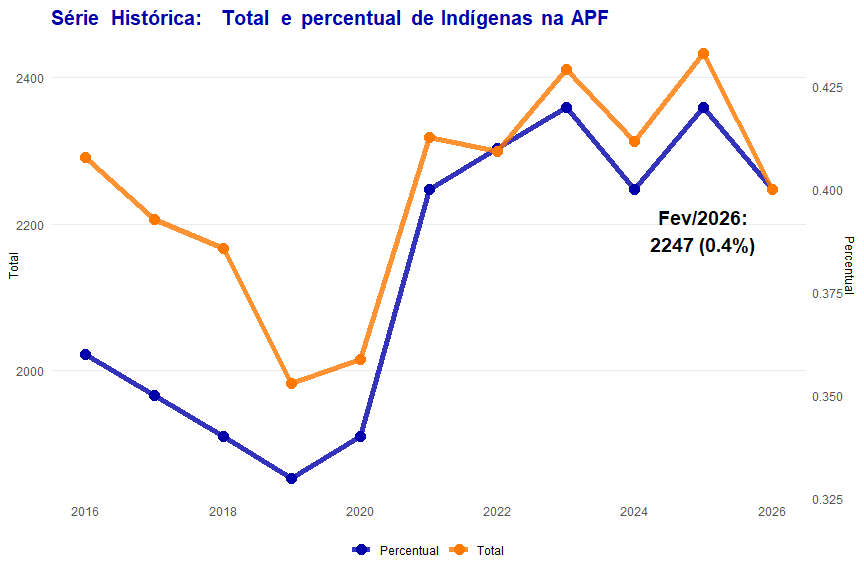 Série Histórica: Total e percentual de Indígenas na APF
2400
2200
2000
Total
0.425
0.400
0.375
0.350
0.325
Percentual
Fev/2026:
2247 (0.4%)
2016 2018 2020 2022 2024 2026
Percentual Total